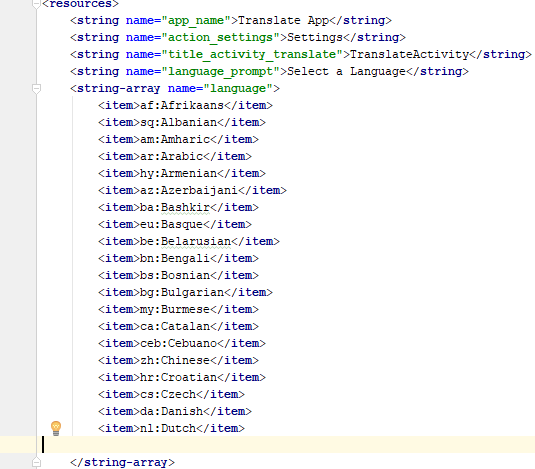 <resources>
<string name="app_name">Translate App</string>
<string name="action_settings">Settings</string>
<string name="title_activity_translate">TranslateActivity</string>
<string name="language_prompt">Select a Language</string>
<string-array name="language">
<item>af:Afrikaans</item>
<item>sq:Albanian</item>
<item>am:Amharic</item>
<item>ar:Arabic</item>
<item>hy:Armenian</item>
<item>az:Azerbaijani</item>
<item>ba:Bashkir</item>
<item>eu:Basque</item>
<item>be:Belarusian</item>
<item>bn:Bengali</item>
<item>bs:Bosnian</item>
<item>bg:Bulgarian</item>
<item>my:Burmese</item>
<item>ca:Catalan</item>
<item>ceb:Cebuano</item>
<item>zh:Chinese</item>
<item>hr:Croatian</item>
<item>cs:Czech</item>
<item>da:Danish</item>
<item>nl:Dutch</item>
</string-array>